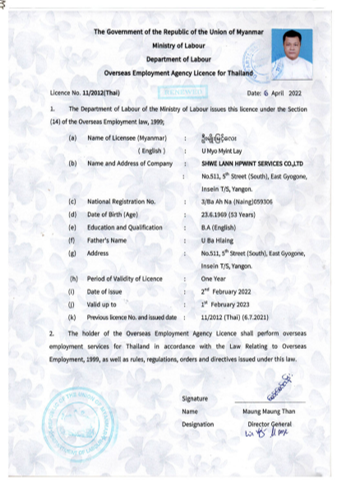 The Government of the Republic of the Union of Myanmar
Ministry of Labour
Department of Labour
Overseas Employment Agency Licence for Thailand
Licence No. 11/2012(Thai)
Date: 6 April 2022
1. The Department of Labour of the Ministry of Labour issues this licence under the Section
(14) of the Overseas Employment law, 1999;
(a) Name of Licensee (Myanmar) :
( English ) : U Myo Myint Lay
(b) Name and Address of Company : SHWE LANN HPWINT SERVICES CO.,LTD
No.511, 5th Street (South), East Gyogone,
Insein T/S, Yangon.
(c) National Registration No. : 3/Ba Ah Na (Naing)059306
(d) Date of Birth (Age) : 23.6.1969 (53 Years)
(e) Education and Qualification : B.A (English)
(f) Father's Name : U Ba Hlaing
(g) Address : No.511, 5th Street (South), East Gyogone,
Insein T/S, Yangon.
(h) Period of Validity of Licence : One Year
(i) Date of issue : 2nd February 2022
(j) Valid up to : 1st February 2023
(k) Previous licence No. and issued date : 11/2012 (Thai) (6.7.2021)
2. The holder of the Overseas Employment Agency Licence shall perform overseas
employment services for Thailand in accordance with the Law Relating to Overseas
Employment, 1999, as well as rules, regulations, orders and directives issued under this law.
Signature
Name Maung Maung Than
Designation Director General